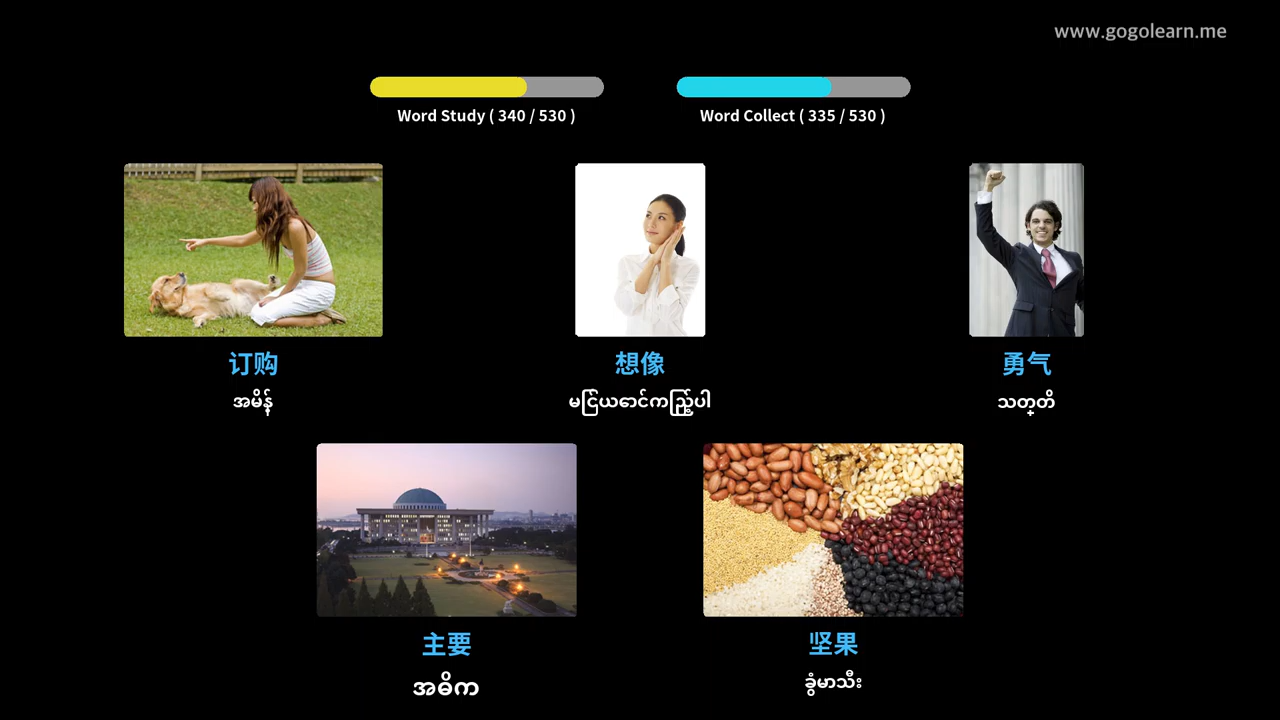 www.gogolearn.me
Word Study ( 340 / 530 )
Word Collect ( 335 / 530 )
订购
想像
勇气
အမိန့်
မငြ်ယောင်ကည်ြ့ပါ
သတ္တိ
主要
坚果
အဓိက
ခွံမာသီး